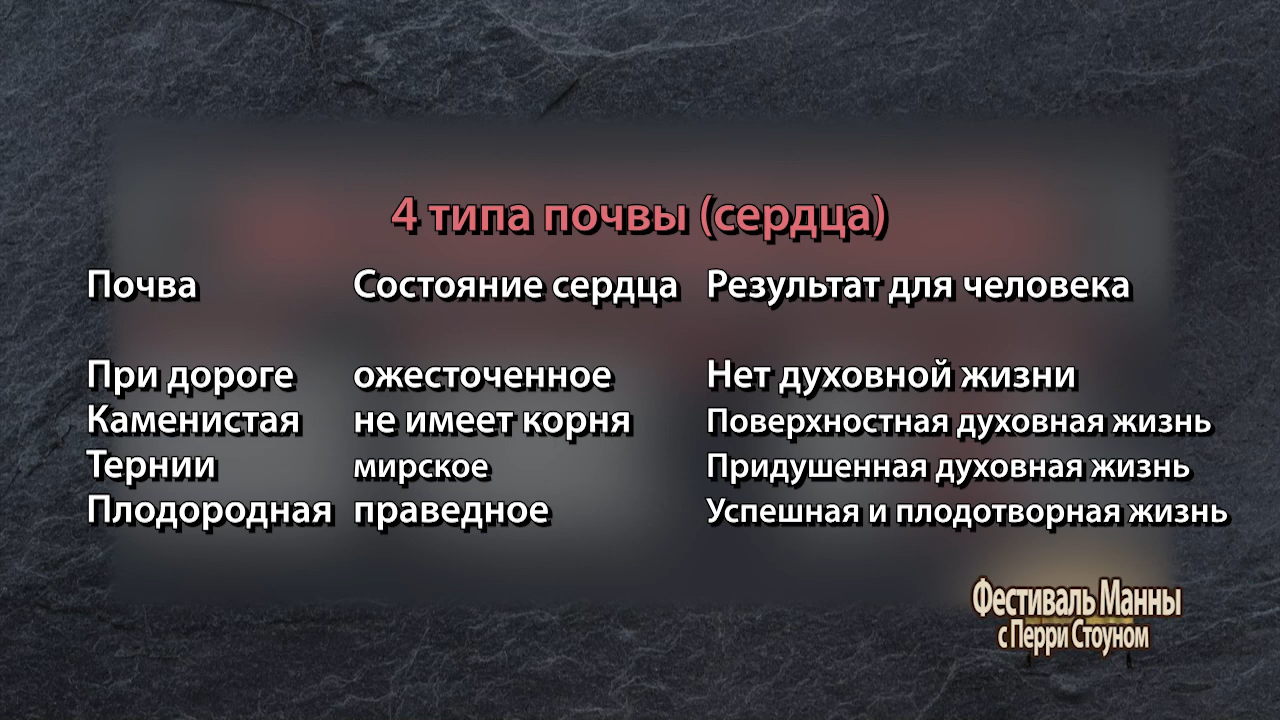 4 типа почвы (сердца)
Почва Состояние сердца Результат для человека
При дороге ожесточенное Нет духовной жизни
Каменистая не имеет корня Поверхностная духовная жизнь
Тернии мирское Придушенная духовная жизнь
Плодородная праведное Успешная и плодотворная жизнь
Фестиваль Манны
с Перри Стоуном